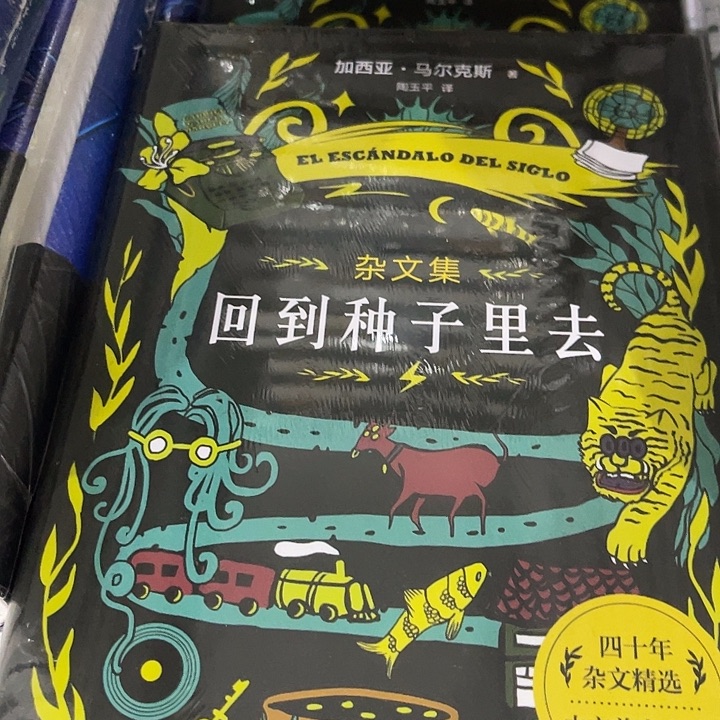 加西亚·马尔克斯 著
陶玉平 译
EL ESCÁNDALO DEL SIGLO
杂文集
回到种子里去
四十年
杂文精选